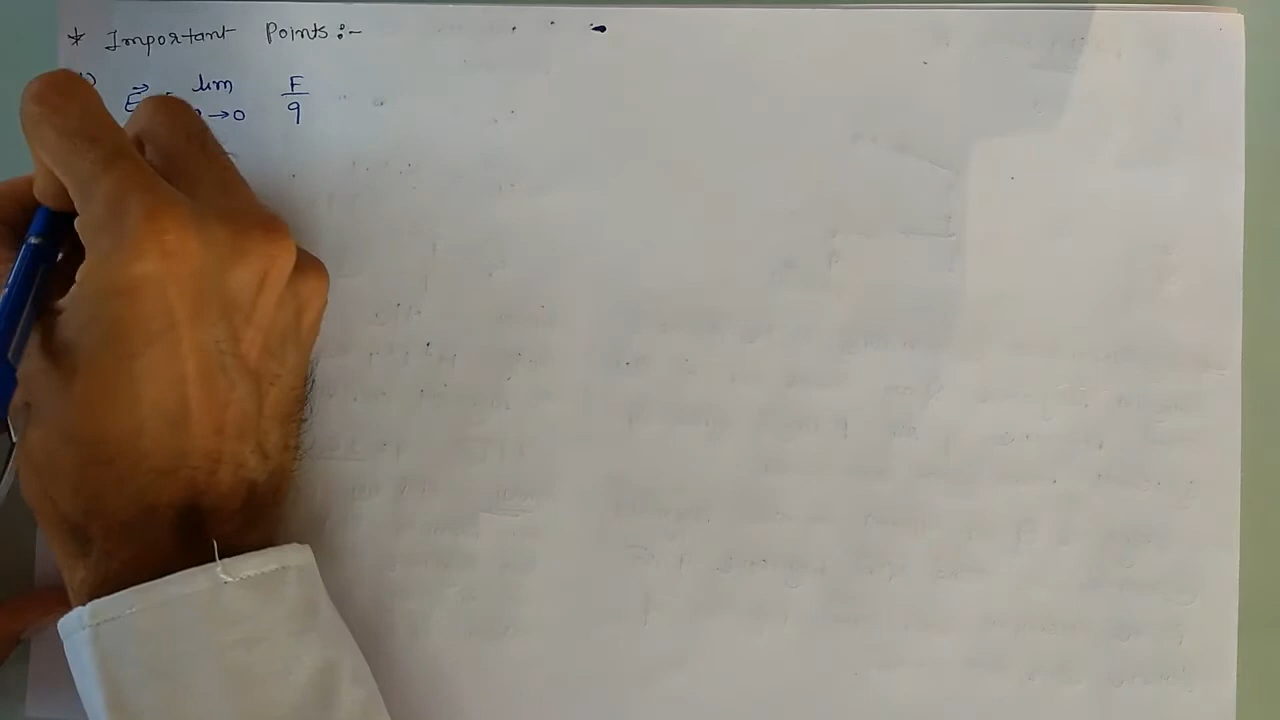 * Important Points :-
lim F
→0 q